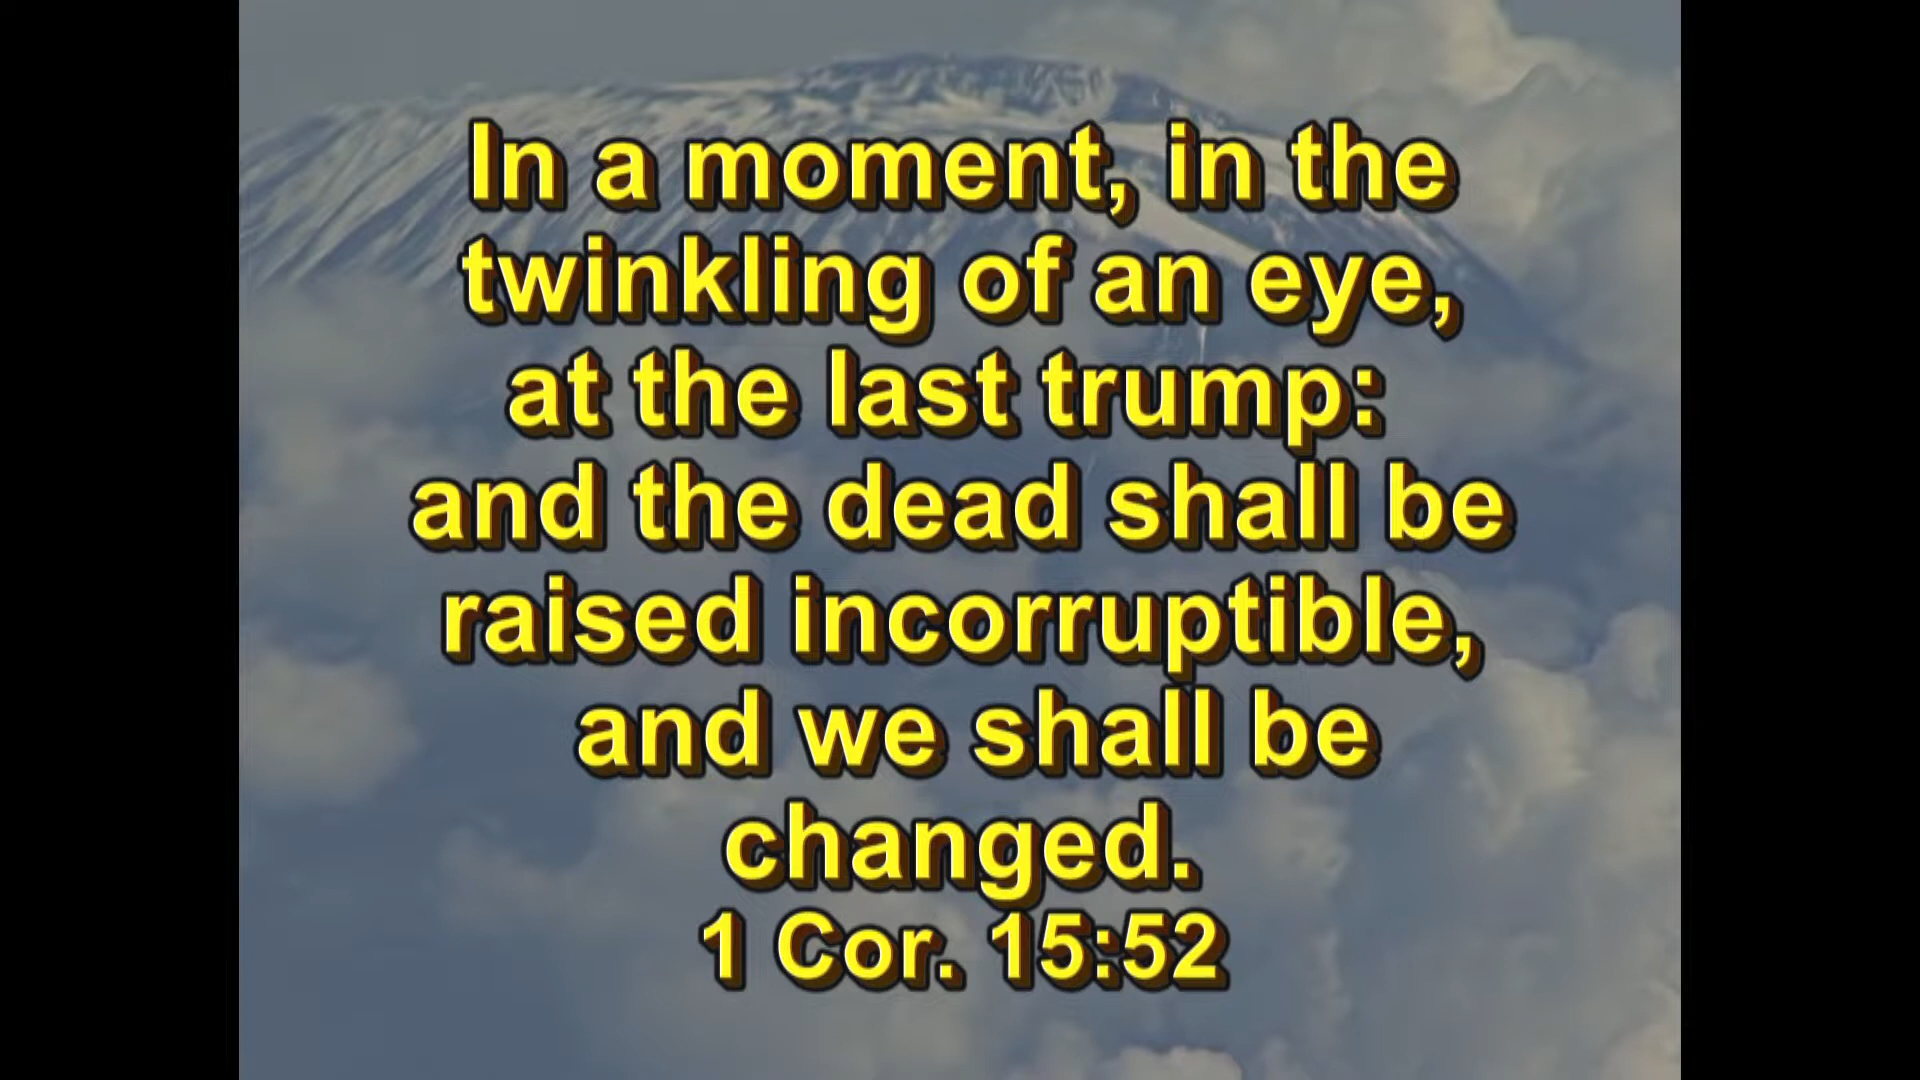 In a moment, in the
twinkling of an eye,
at the last trump:
and the dead shall be
raised incorruptible,
and we shall be
changed.
1 Cor. 15:52